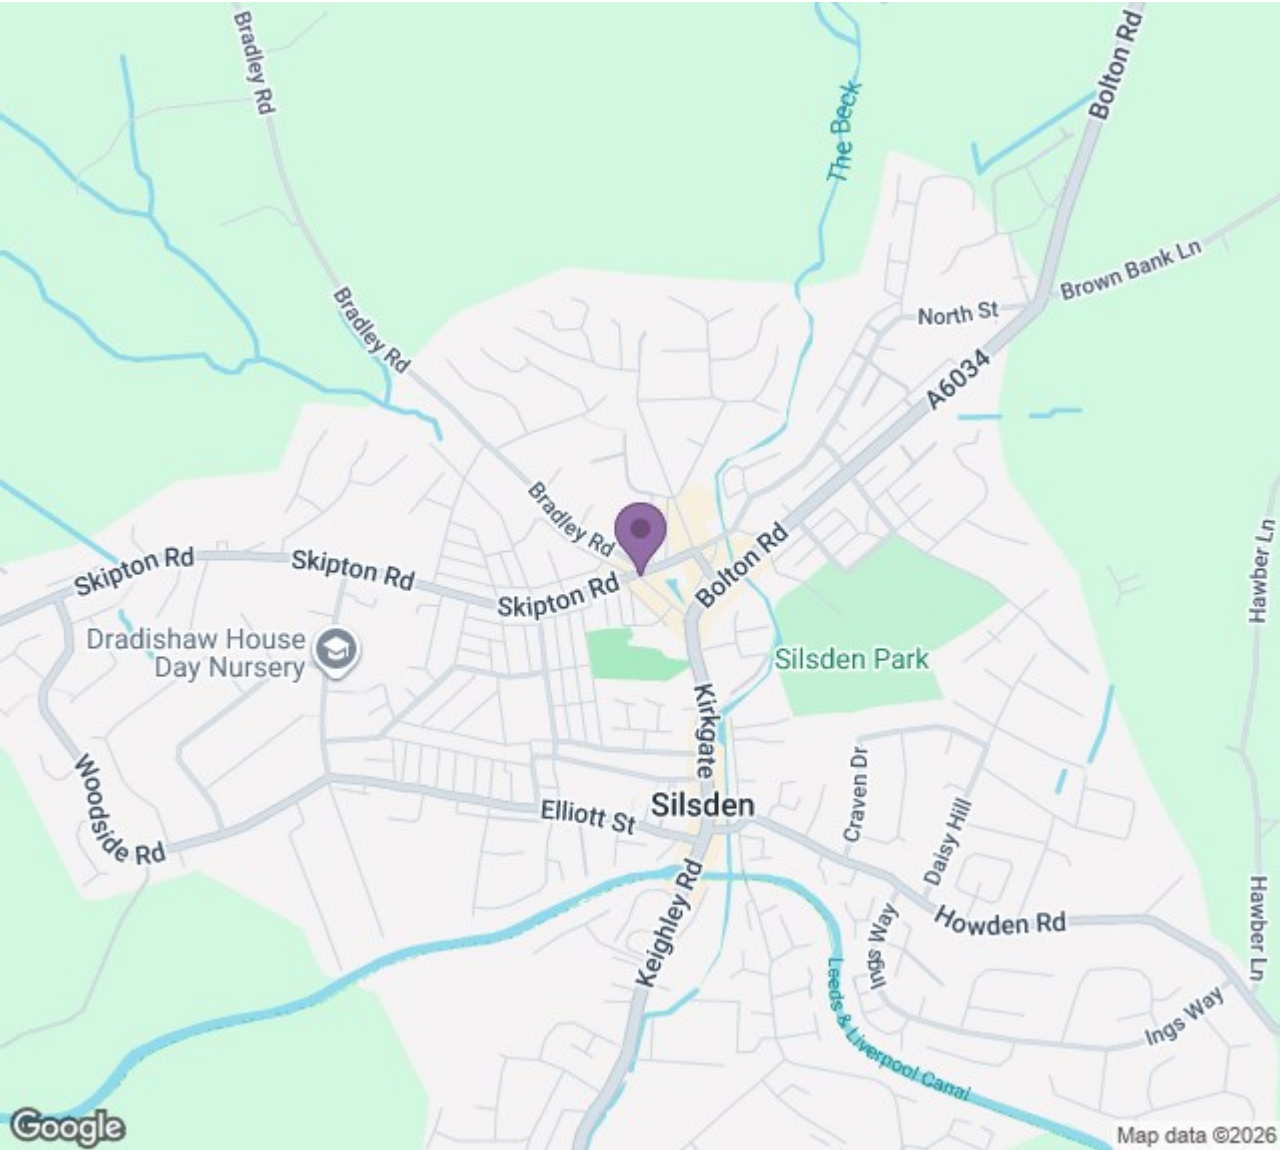 Bradley Rd
Bolton Rd
The Beck
Brown Bank Ln
North St
Bradley Rd
A6034
Bradley Rd
Hawber Ln
Skipton Rd
Skipton Rd
Skipton Rd
Bolton Rd
Dradishaw House
Day Nursery
Silsden Park
Kirkgate
Woodside Rd
Craven Dr
Silsden
Elliott St
Daisy Hill
Keighley Rd
Howden Rd
Ings Way
Hawber Ln
Leeds & Liverpool Canal
Ings Way
Google
Map data ©2026